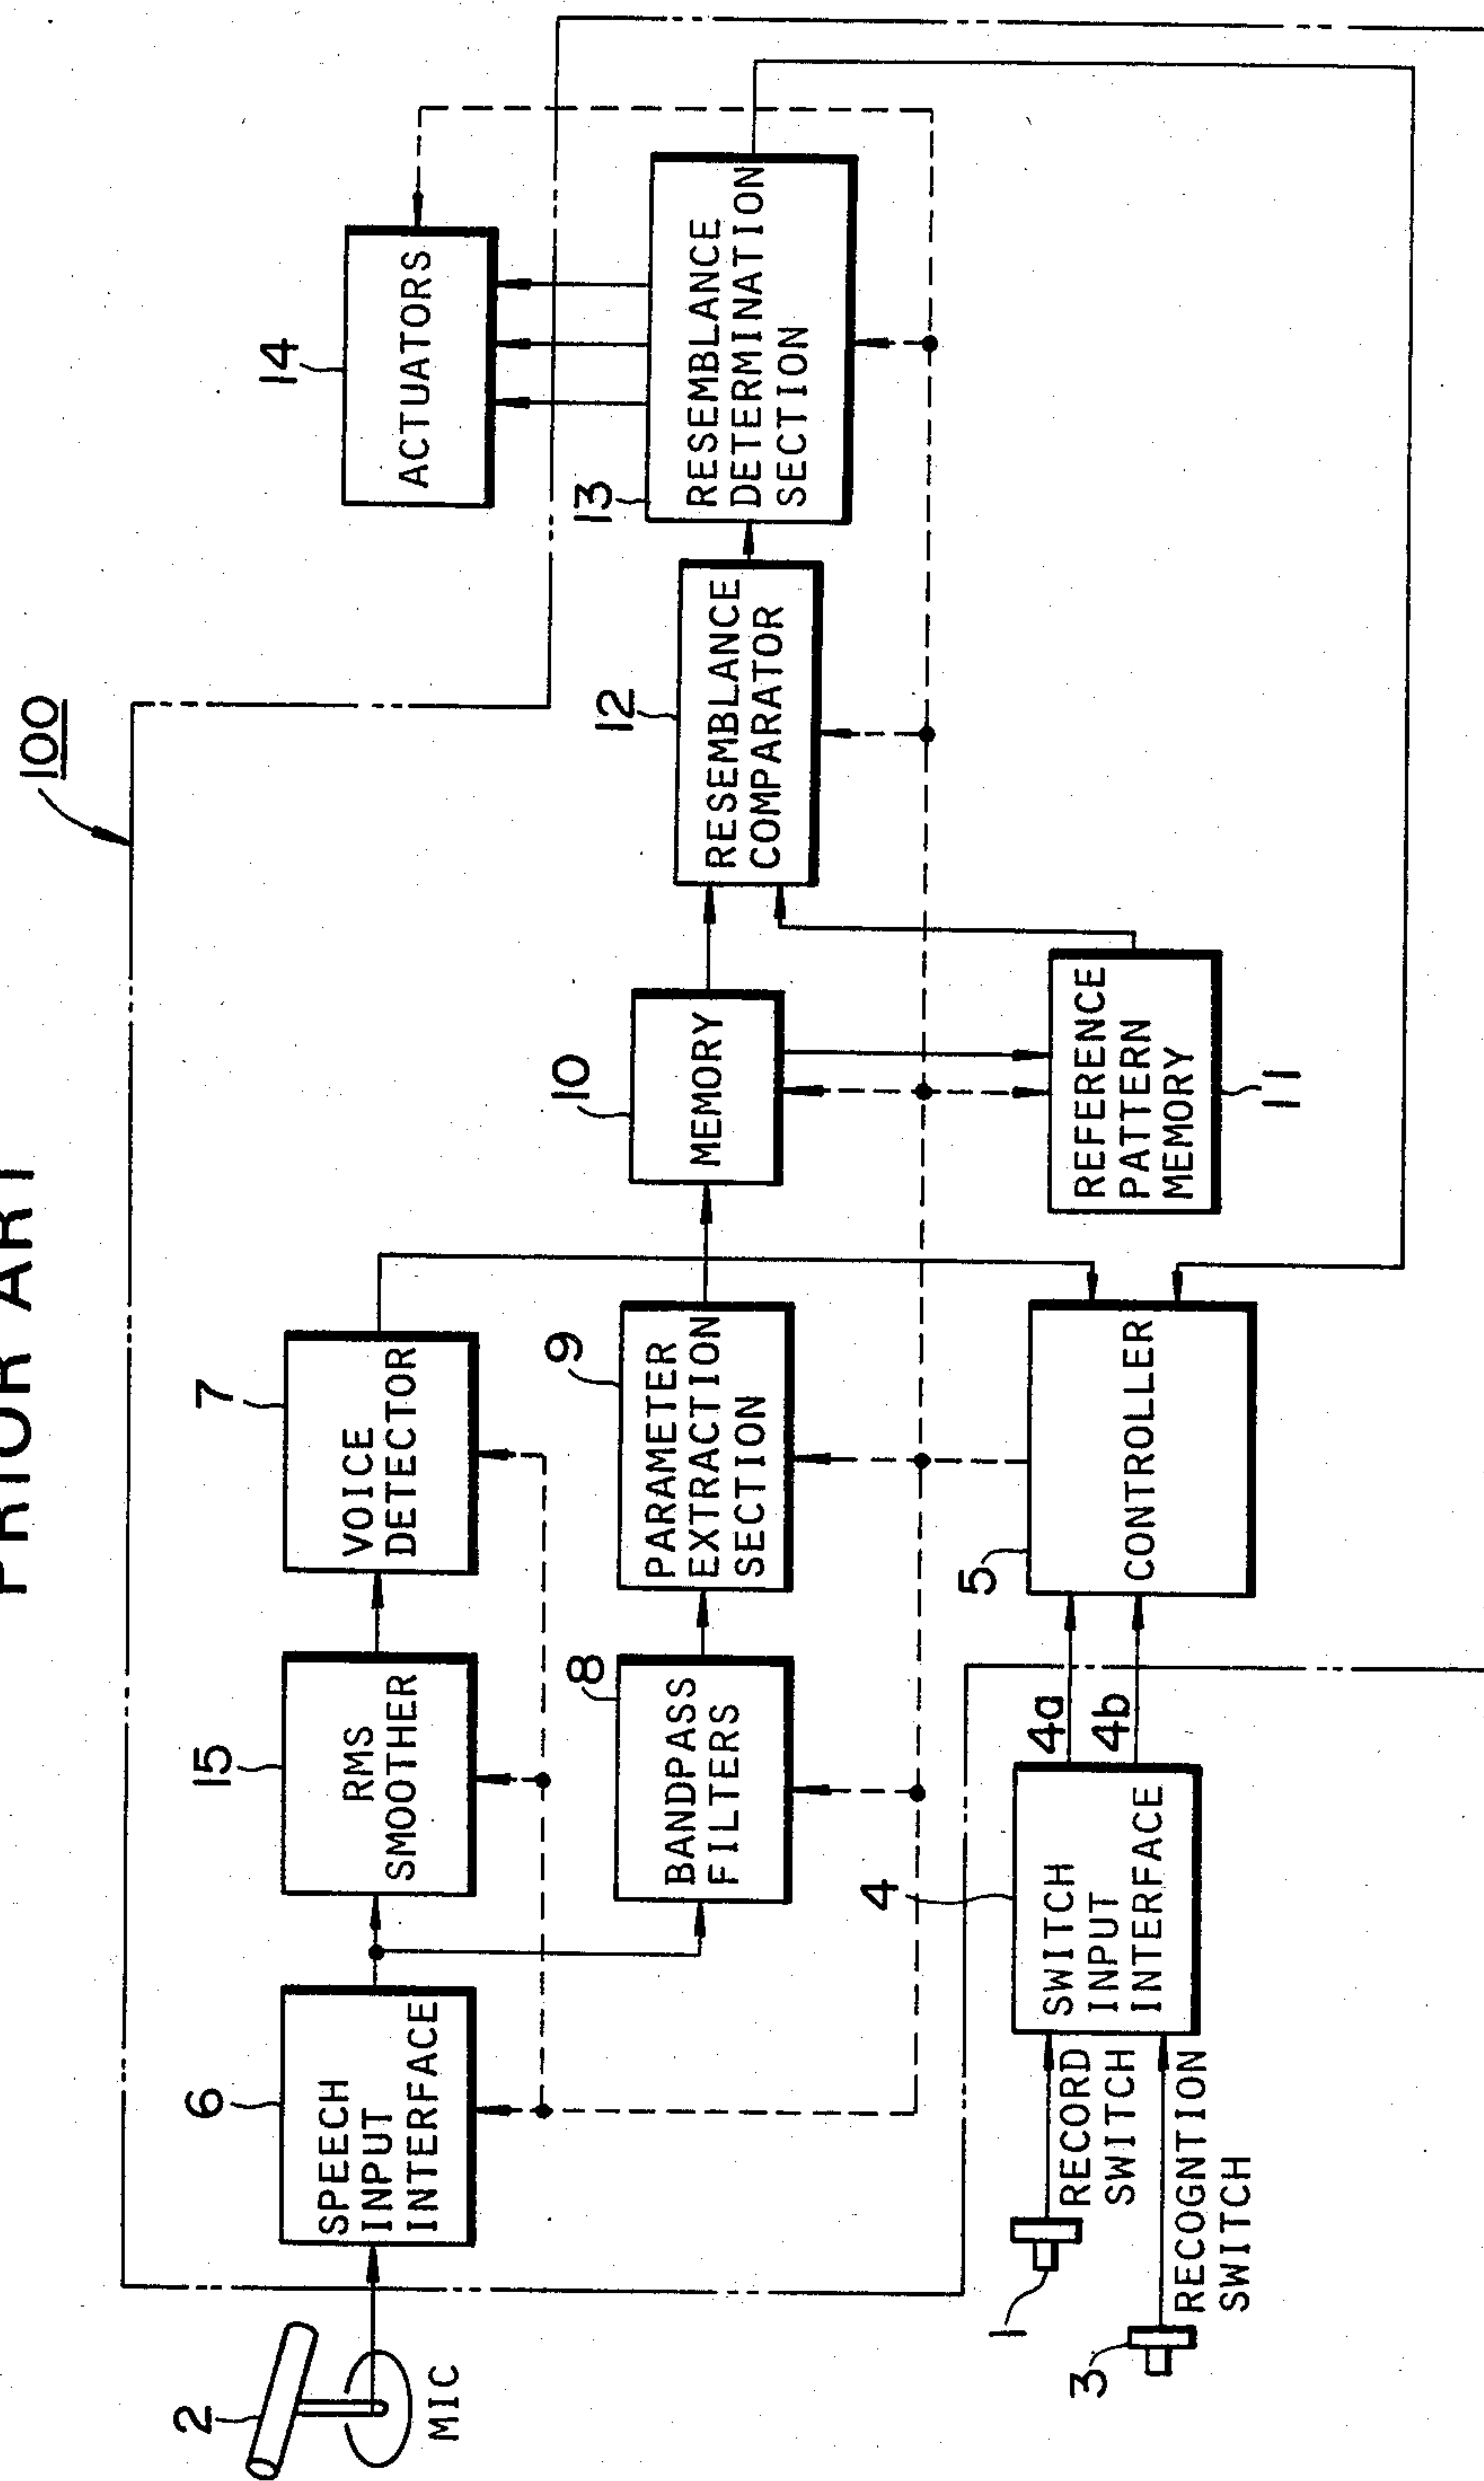 PRIOR ART
100
2
MIC
6
SPEECH
INPUT
INTERFACE
15
RMS
SMOOTHER
7
VOICE
DETECTOR
8
BANDPASS
FILTERS
9
PARAMETER
EXTRACTION
SECTION
10
MEMORY
12
RESEMBLANCE
COMPARATOR
13
RESEMBLANCE
DETERMINATION
SECTION
14
ACTUATORS
11
REFERENCE
PATTERN
MEMORY
5
CONTROLLER
4
SWITCH
INPUT
INTERFACE
4a
4b
1
RECORD
SWITCH
3
RECOGNTION
SWITCH